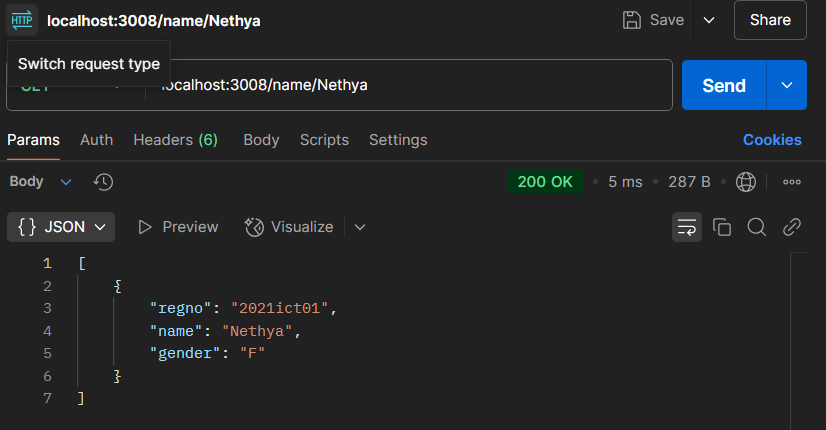 HTTP localhost:3008/name/Nethya Save Share
Switch request type
GET localhost:3008/name/Nethya Send
Params Auth Headers (6) Body Scripts Settings Cookies
Body 200 OK • 5 ms • 287 B •
{} JSON Preview Visualize
1 [
2 {
3 "regno": "2021ict01",
4 "name": "Nethya",
5 "gender": "F"
6 }
7 ]